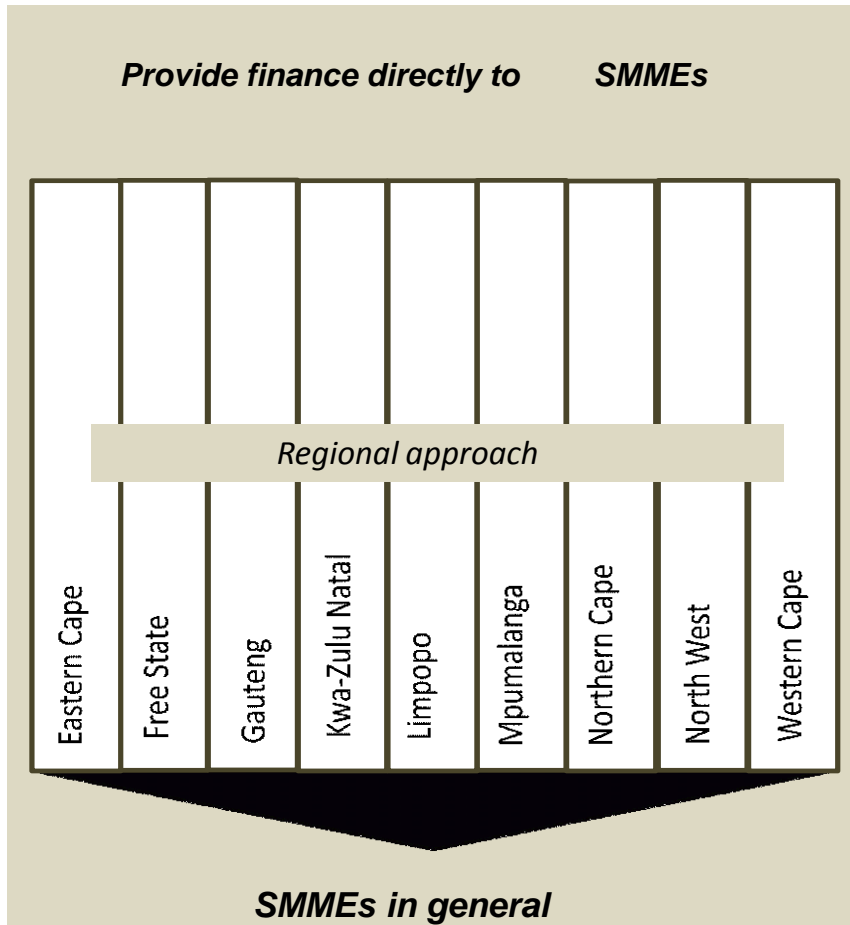 Provide finance directly to SMMEs
Regional approach
Eastern Cape
Free State
Gauteng
Kwa-Zulu Natal
Limpopo
Mpumalanga
Northern Cape
North West
Western Cape
SMMEs in general